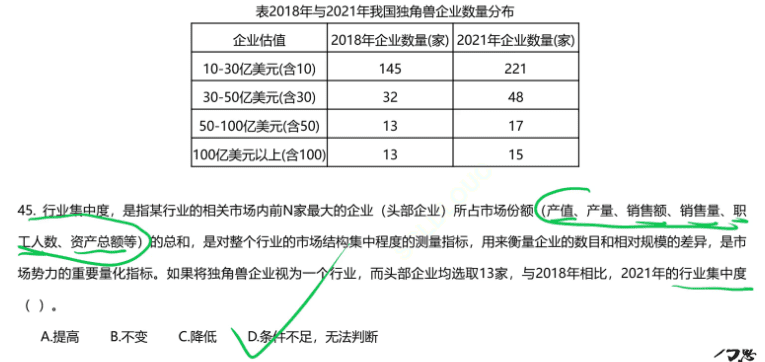 表2018年与2021年我国独角兽企业数量分布
企业估值 2018年企业数量(家) 2021年企业数量(家)
10-30亿美元(含10) 145 221
30-50亿美元(含30) 32 48
50-100亿美元(含50) 13 17
100亿美元以上(含100) 13 15
45. 行业集中度，是指某行业的相关市场内前N家最大的企业（头部企业）所占市场份额（产值、产量、销售额、销售量、职
工人数、资产总额等）的总和，是对整个行业的市场结构集中程度的测量指标，用来衡量企业的数目和相对规模的差异，是市
场势力的重要量化指标。如果将独角兽企业视为一个行业，而头部企业均选取13家，与2018年相比，2021年的行业集中度
（ ）。
A.提高 B.不变 C.降低 D.条件不足，无法判断